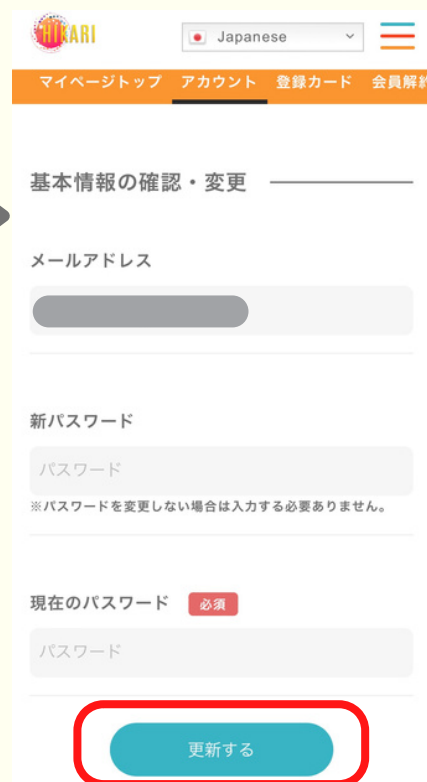 HIKARI
Japanese
マイページトップ アカウント 登録カード 会員解約
基本情報の確認・変更
メールアドレス
新パスワード
パスワード
※パスワードを変更しない場合は入力する必要ありません。
現在のパスワード 必須
パスワード
更新する